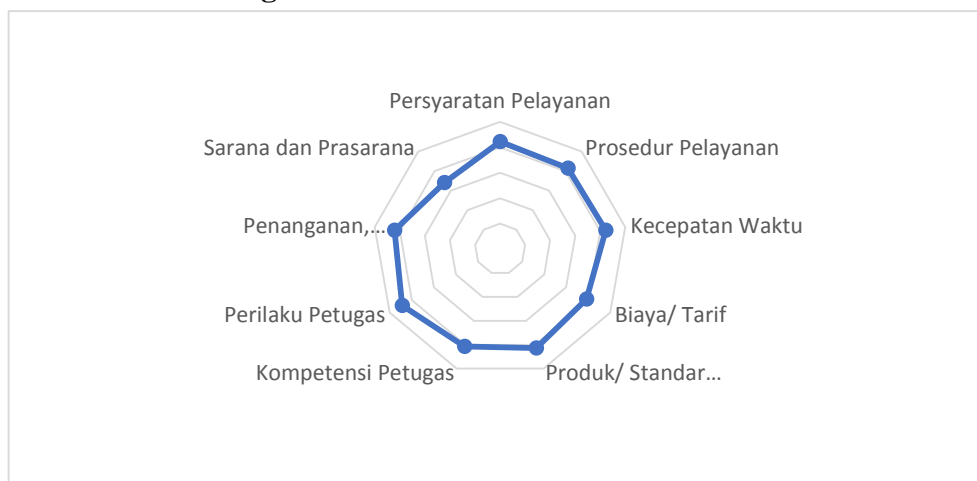 Persyaratan Pelayanan
Prosedur Pelayanan
Kecepatan Waktu
Biaya/ Tarif
Produk/ Standar...
Kompetensi Petugas
Perilaku Petugas
Penanganan,...
Sarana dan Prasarana